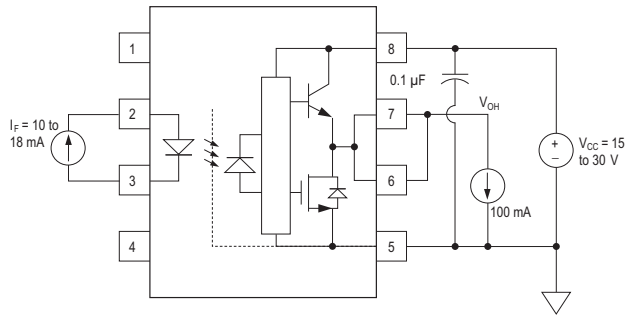 1
8
0.1 µF
I_F = 10 to
18 mA
2
7
V_OH
V_CC = 15
to 30 V
+
–
3
6
100 mA
4
5